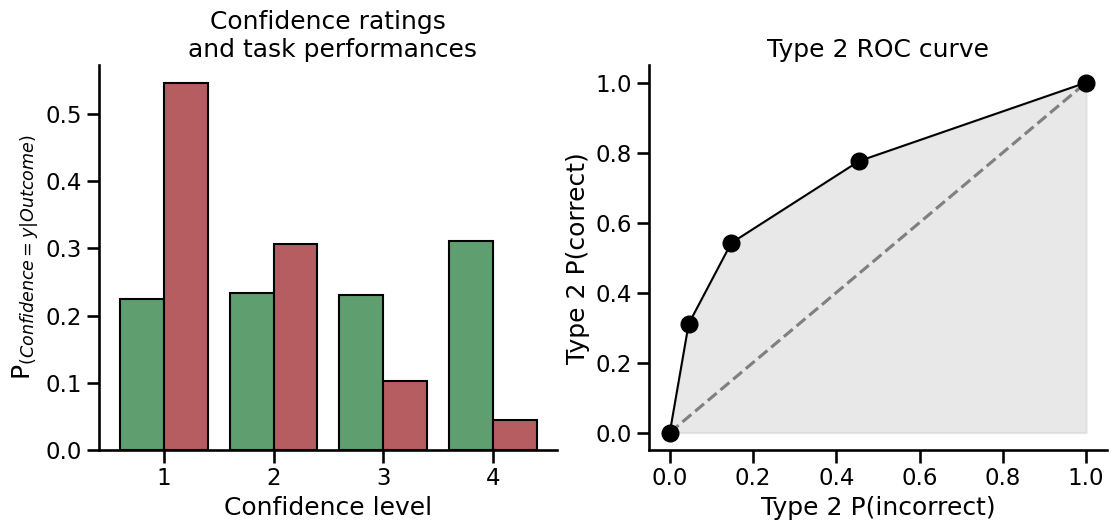 Confidence ratings
and task performances
P(Confidence = y|Outcome)
0.5
0.4
0.3
0.2
0.1
0.0
1 2 3 4
Confidence level
Type 2 ROC curve
Type 2 P(correct)
1.0
0.8
0.6
0.4
0.2
0.0
0.0 0.2 0.4 0.6 0.8 1.0
Type 2 P(incorrect)